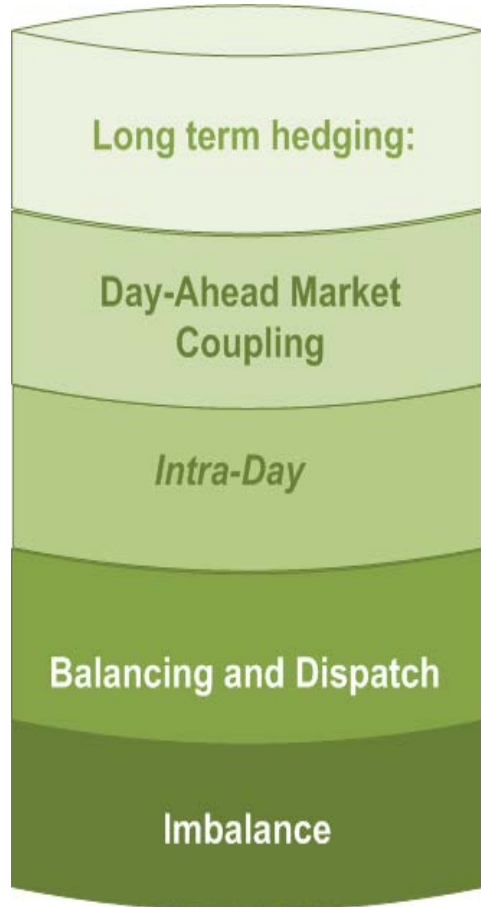 Long term hedging:
Day-Ahead Market
Coupling
Intra-Day
Balancing and Dispatch
Imbalance